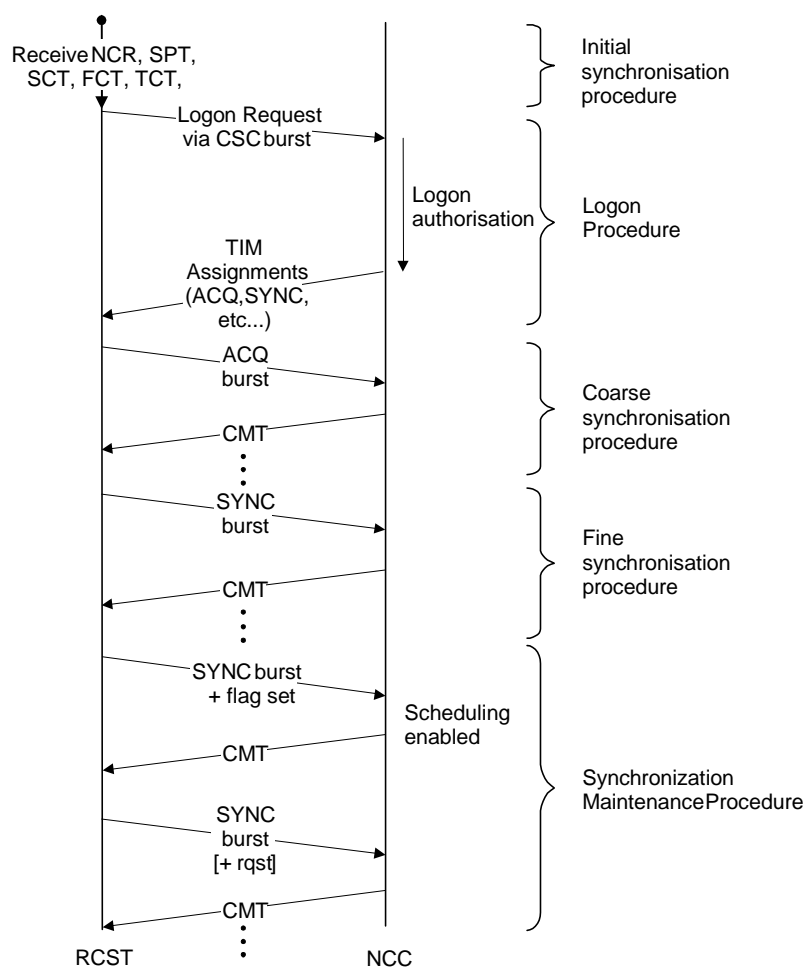 Receive NCR, SPT,
SCT, FCT, TCT,
Initial
synchronisation
procedure
Logon Request
via CSC burst
Logon
authorisation
Logon
Procedure
TIM
Assignments
(ACQ,SYNC,
etc...)
ACQ
burst
CMT
Coarse
synchronisation
procedure
SYNC
burst
CMT
Fine
synchronisation
procedure
SYNC burst
+ flag set
Scheduling
enabled
CMT
Synchronization
Maintenance Procedure
SYNC
burst
[+ rqst]
CMT
RCST
NCC